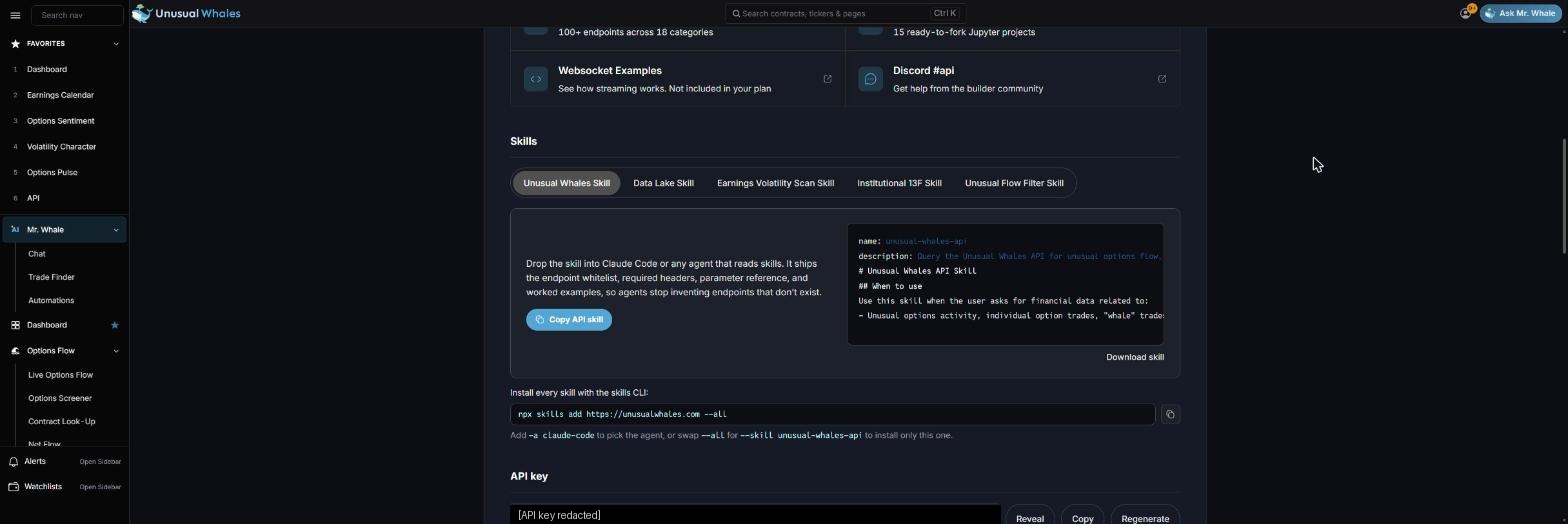 Search nav
Unusual Whales
Search contracts, tickers & pages
Ctrl K
9+
Ask Mr. Whale
FAVORITES
1 Dashboard
2 Earnings Calendar
3 Options Sentiment
4 Volatility Character
5 Options Pulse
6 API
AI Mr. Whale
Chat
Trade Finder
Automations
Dashboard
Options Flow
Live Options Flow
Options Screener
Contract Look-Up
Net Flow
Alerts
Open Sidebar
Watchlists
Open Sidebar
100+ endpoints across 18 categories
15 ready-to-fork Jupyter projects
Websocket Examples
See how streaming works. Not included in your plan
Discord #api
Get help from the builder community
Skills
Unusual Whales Skill
Data Lake Skill
Earnings Volatility Scan Skill
Institutional 13F Skill
Unusual Flow Filter Skill
Drop the skill into Claude Code or any agent that reads skills. It ships
the endpoint whitelist, required headers, parameter reference, and
worked examples, so agents stop inventing endpoints that don't exist.
Copy API skill
name: unusual-whales-api
description: Query the Unusual Whales API for unusual options flow,
# Unusual Whales API Skill
## When to use
Use this skill when the user asks for financial data related to:
- Unusual options activity, individual option trades, "whale" trades
Download skill
Install every skill with the skills CLI:
npx skills add https://unusualwhales.com --all
Add -a claude-code to pick the agent, or swap --all for --skill unusual-whales-api to install only this one.
API key
[API key redacted]
Reveal
Copy
Regenerate